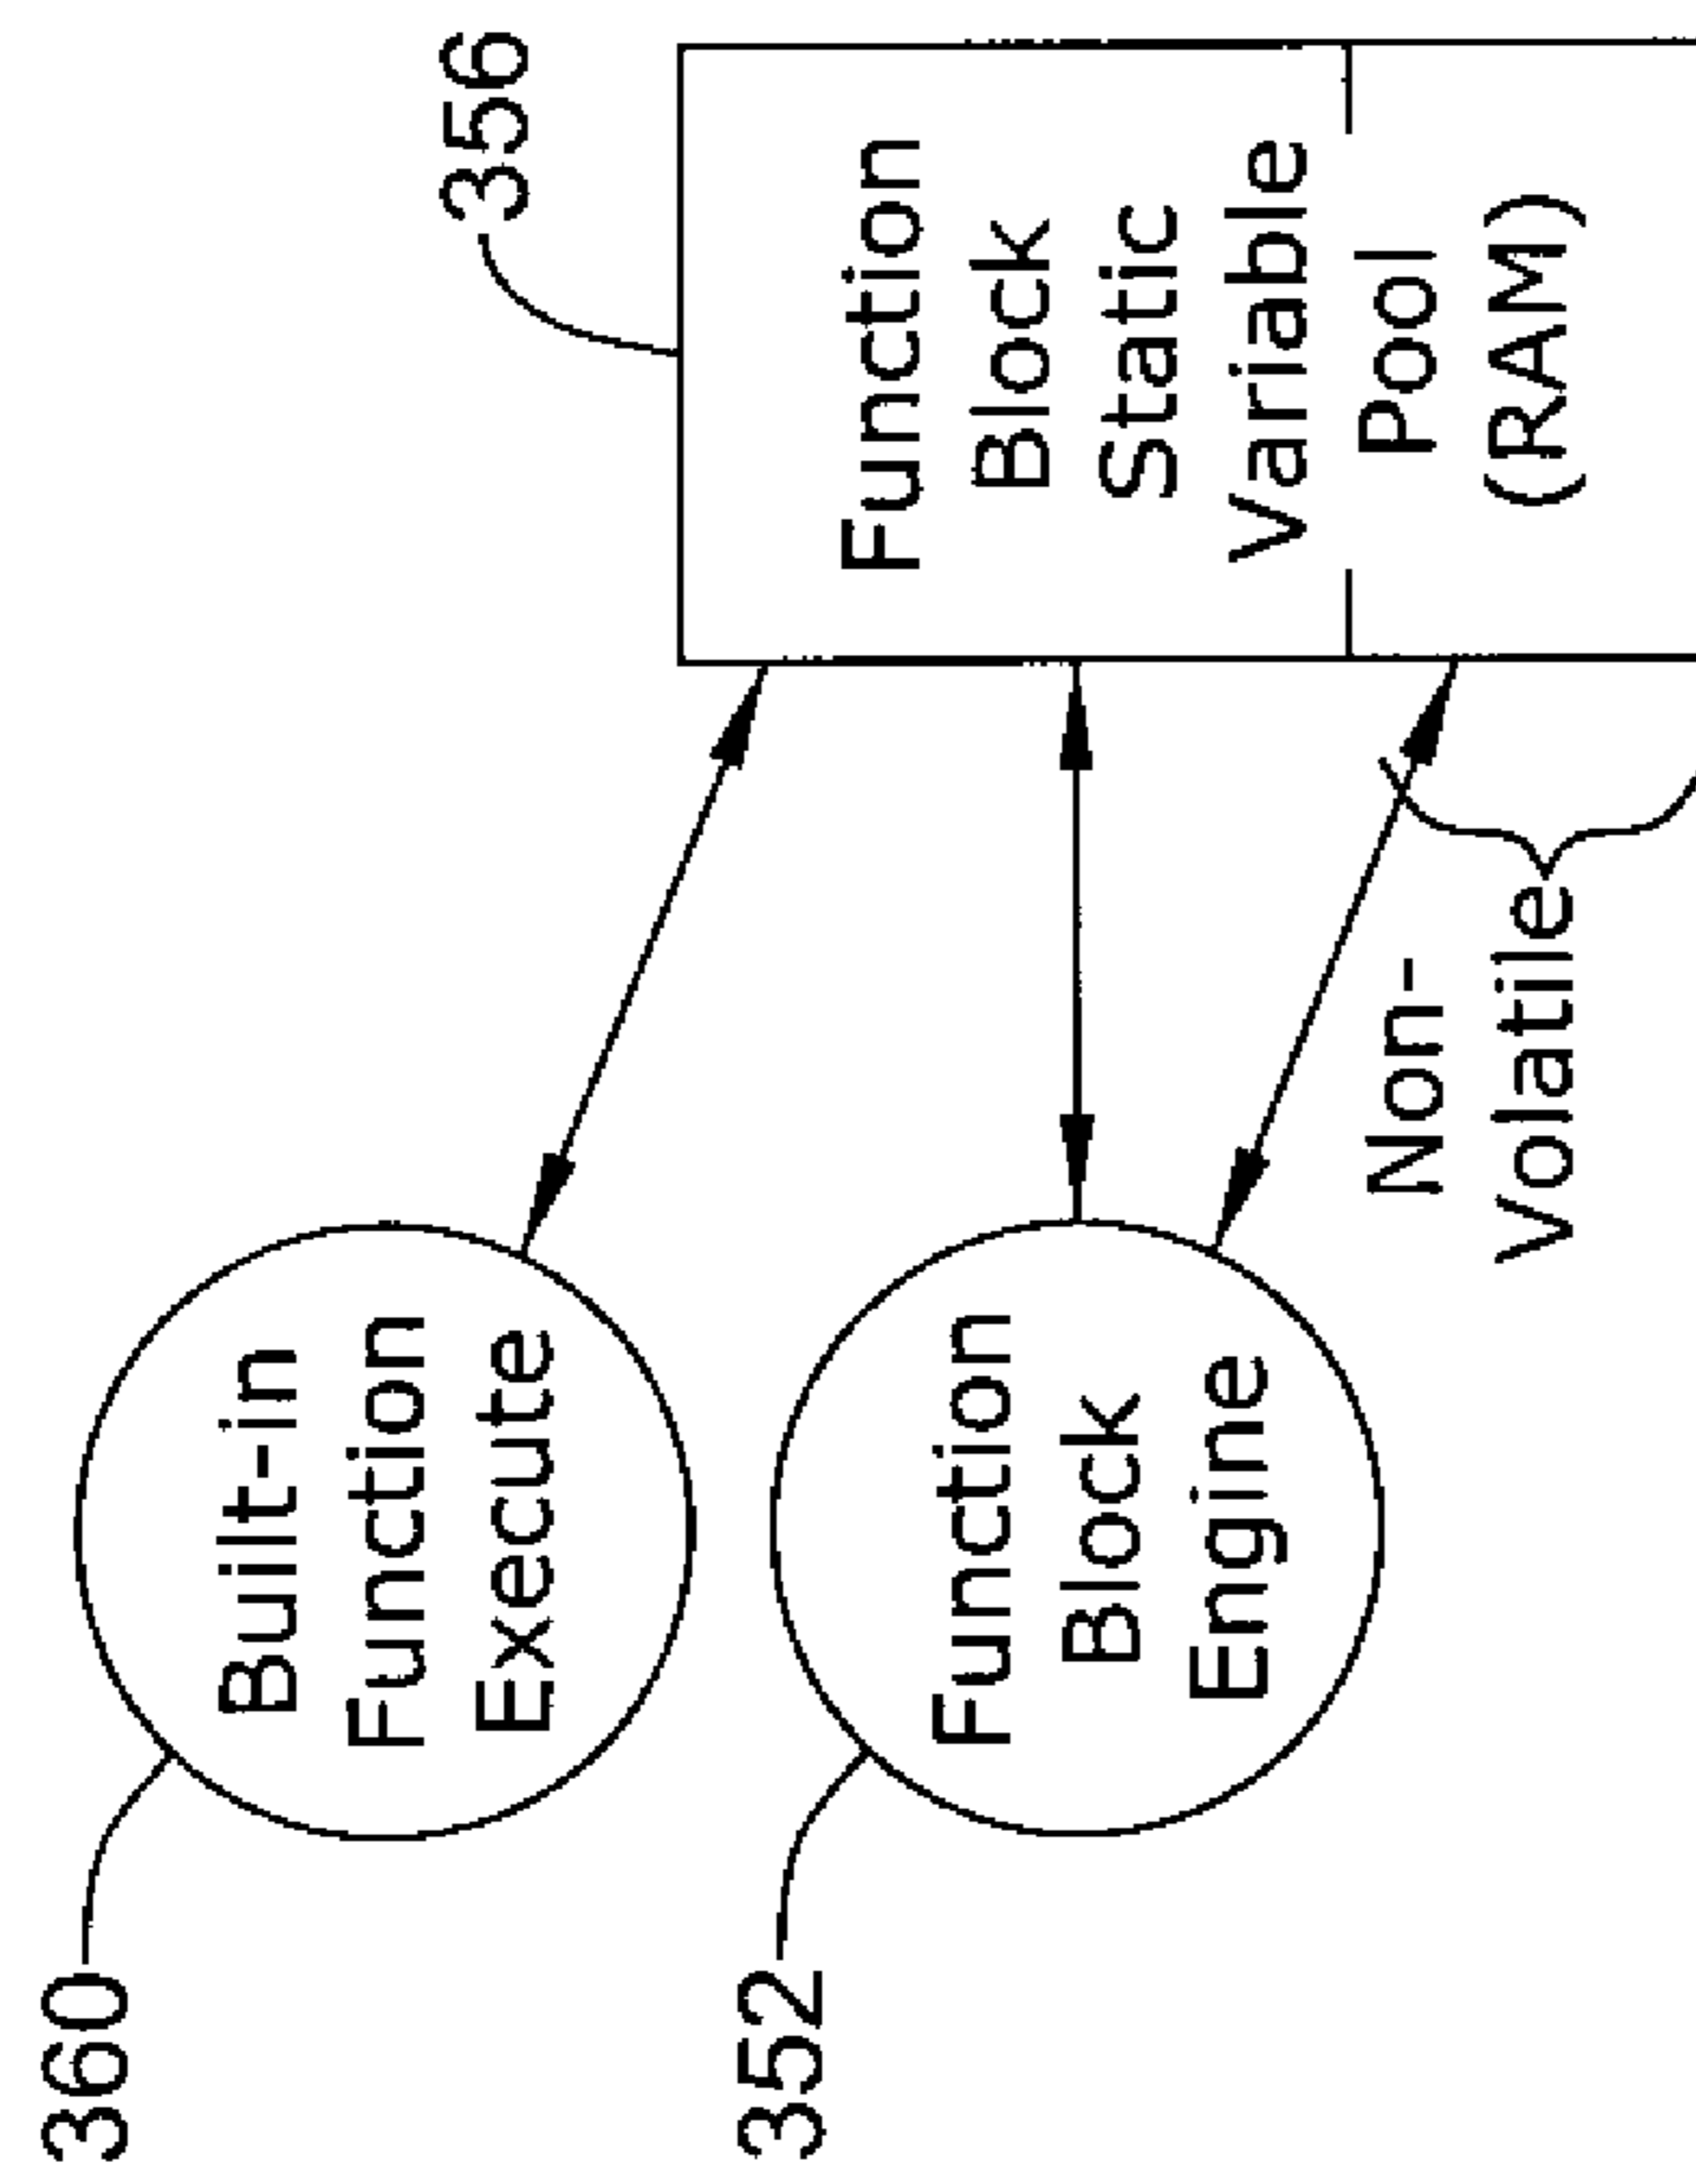 360
Built-in
Function
Execute
352
Function
Block
Engine
356
Function
Block
Static
Variable
Pool
(RAM)
Non-
Volatile